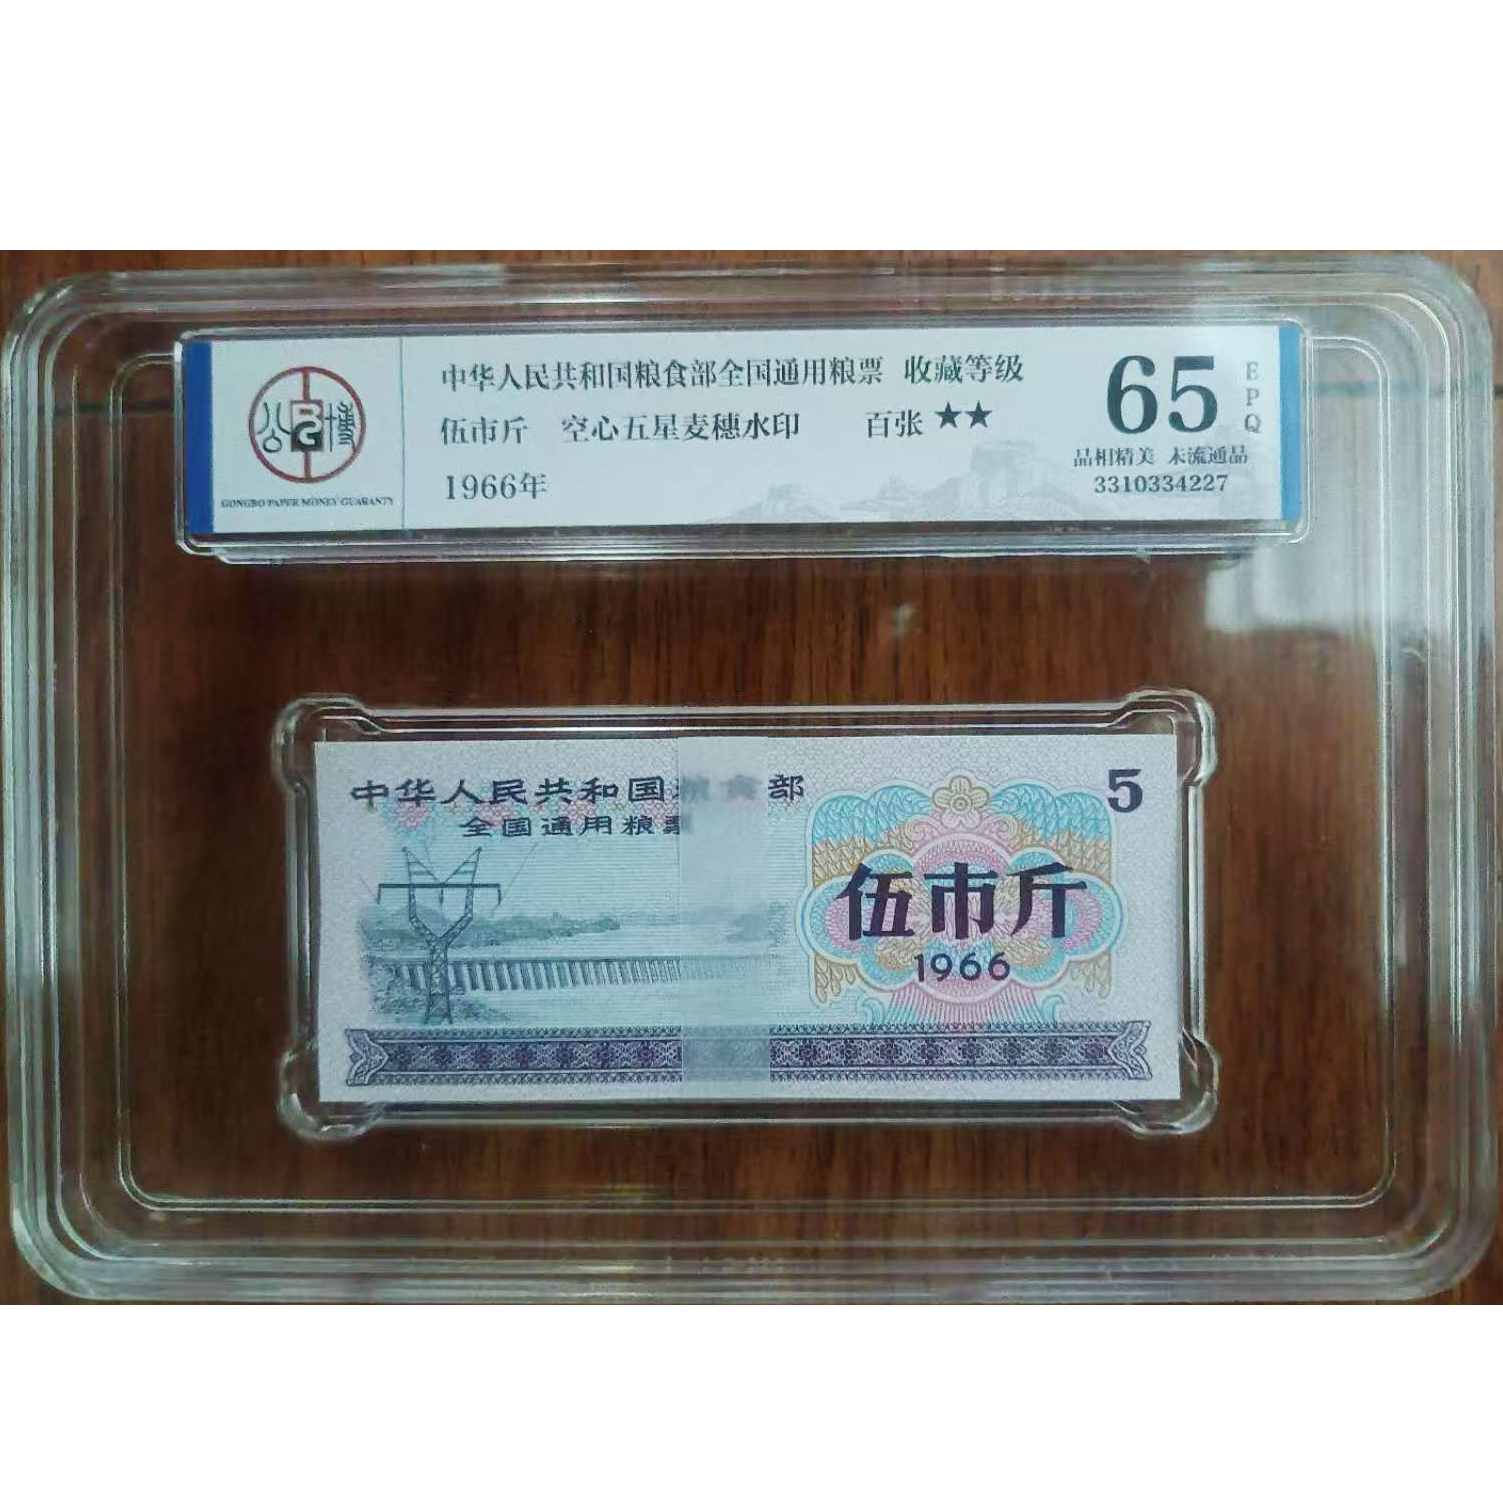 公博
PG
GONGBO PAPER MONEY GUARANTY
中华人民共和国粮食部全国通用粮票 收藏等级
伍市斤 空心五星麦穗水印 百张 ★★
1966年
65
EPQ
品相精美 未流通品
3310334227
中华人民共和国粮食部
全国通用粮票
5
伍市斤
1966